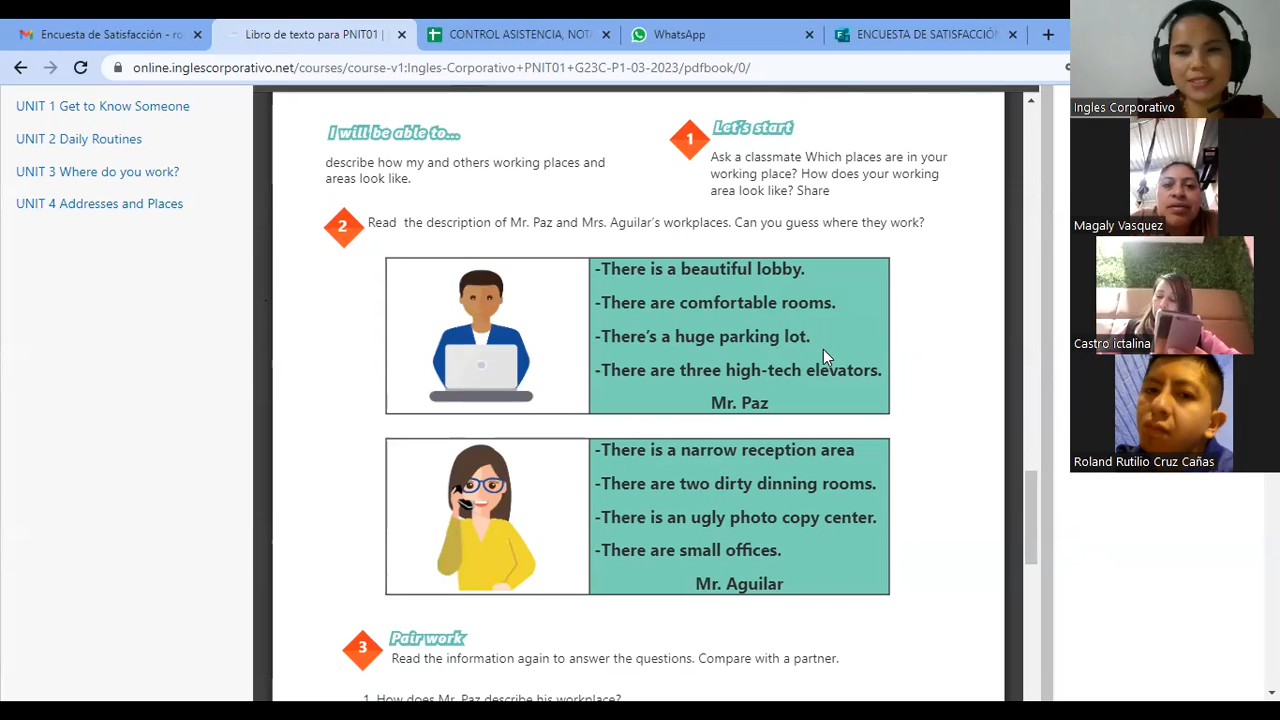 Encuesta de Satisfacción - ro
Libro de texto para PNIT01 |
CONTROL ASISTENCIA, NOTA
WhatsApp
ENCUESTA DE SATISFACCIÓN
online.inglescorporativo.net/courses/course-v1:Ingles-Corporativo+PNIT01+G23C-P1-03-2023/pdfbook/0/
UNIT 1 Get to Know Someone
UNIT 2 Daily Routines
UNIT 3 Where do you work?
UNIT 4 Addresses and Places
I will be able to...
describe how my and others working places and
areas look like.
1
Let's start
Ask a classmate Which places are in your
working place? How does your working
area look like? Share
2
Read the description of Mr. Paz and Mrs. Aguilar's workplaces. Can you guess where they work?
-There is a beautiful lobby.
-There are comfortable rooms.
-There's a huge parking lot.
-There are three high-tech elevators.
Mr. Paz
-There is a narrow reception area
-There are two dirty dinning rooms.
-There is an ugly photo copy center.
-There are small offices.
Mr. Aguilar
3
Pair work
Read the information again to answer the questions. Compare with a partner.
1. How does Mr. Paz describe his workplace?
Ingles Corporativo
Magaly Vasquez
Castro ictalina
Roland Rutilio Cruz Cañas